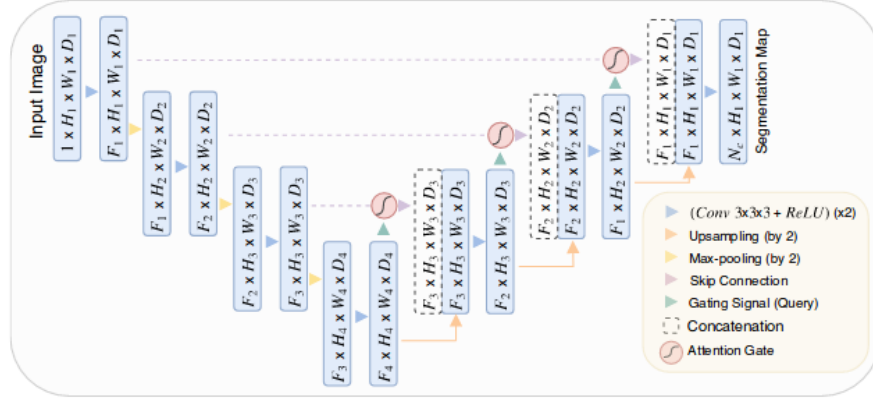 Input Image
1 x H₁ x W₁ x D₁
F₁ x H₁ x W₁ x D₁
F₁ x H₂ x W₂ x D₂
F₂ x H₂ x W₂ x D₂
F₂ x H₃ x W₃ x D₃
F₃ x H₃ x W₃ x D₃
F₃ x H₄ x W₄ x D₄
F₄ x H₄ x W₄ x D₄
F₃ x H₃ x W₃ x D₃
F₃ x H₃ x W₃ x D₃
F₂ x H₃ x W₃ x D₃
F₂ x H₂ x W₂ x D₂
F₂ x H₂ x W₂ x D₂
F₁ x H₂ x W₂ x D₂
F₁ x H₁ x W₁ x D₁
F₁ x H₁ x W₁ x D₁
N_c x H₁ x W₁ x D₁
Segmentation Map
(Conv 3x3x3 + ReLU) (x2)
Upsampling (by 2)
Max-pooling (by 2)
Skip Connection
Gating Signal (Query)
Concatenation
Attention Gate